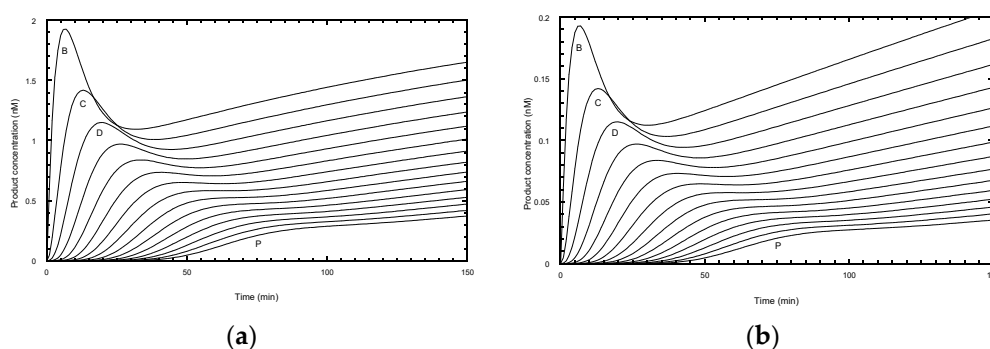 2
1.5
1
0.5
0
Product concentration (nM)
B
C
D
P
0
50
100
150
Time (min)
(a)
0.2
0.15
0.1
0.05
0
Product concentration (nM)
B
C
D
P
0
50
100
Time (min)
(b)